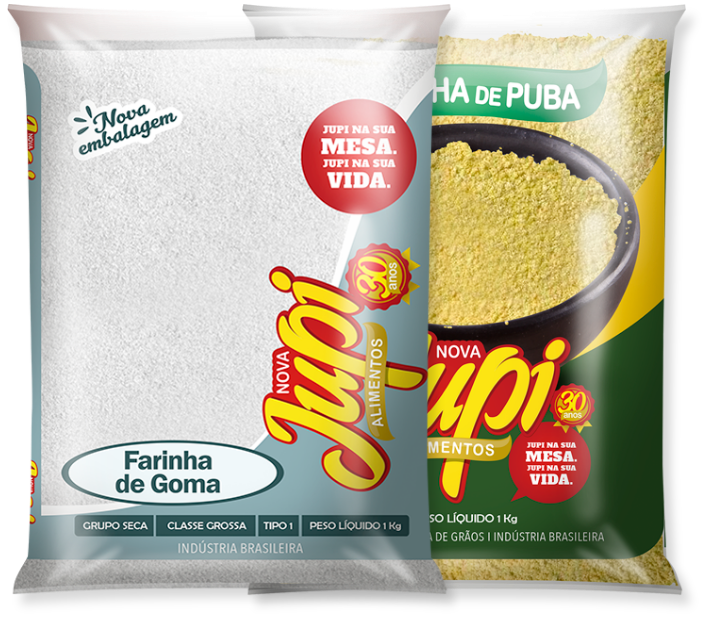 Nova
embalagem
JUPI NA SUA
MESA.
JUPI NA SUA
VIDA.
30
anos
NOVA
Jupi
ALIMENTOS
Farinha
de Goma
GRUPO SECA CLASSE GROSSA TIPO 1 PESO LÍQUIDO 1 Kg
INDÚSTRIA BRASILEIRA
HA DE PUBA
NOVA
upi
MENTOS
30
anos
JUPI NA SUA
MESA.
JUPI NA SUA
VIDA.
SO LÍQUIDO 1 Kg
A DE GRÃOS I INDÚSTRIA BRASILEIRA